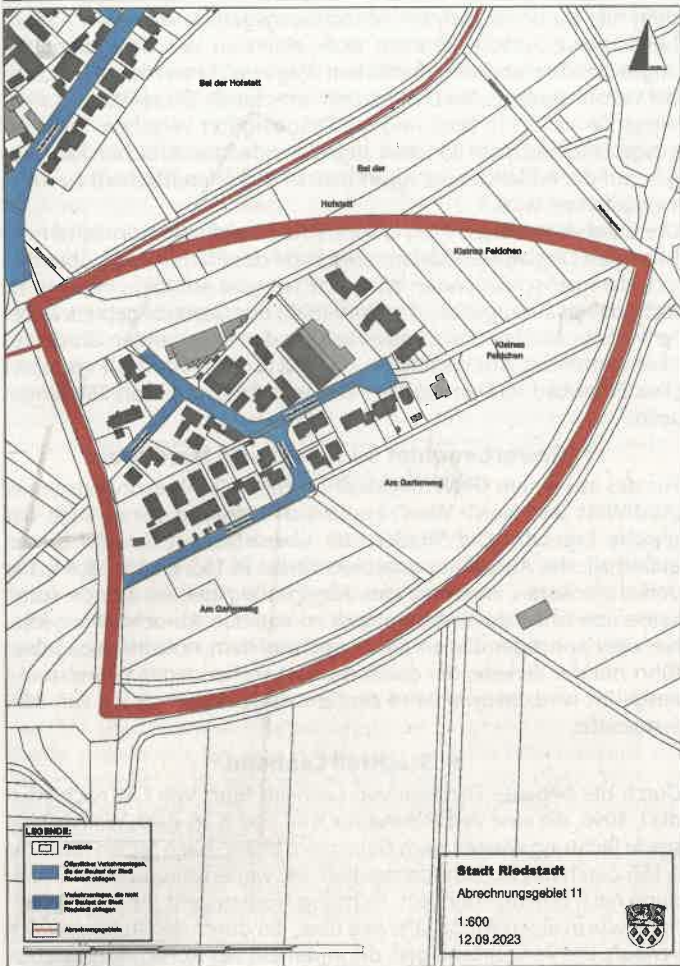 Bei der Hofstatt
Bei der
Hofstatt
Kleines Feldchen
Kleines
Feldchen
Am Gartenweg
Am Gartenweg
LEGENDE:
Flurstücke
Öffentlicher Verkehrsanlagen,
die der Baulast der Stadt
Riedstadt obliegen
Verkehrsanlagen, die nicht
der Baulast der Stadt
Riedstadt obliegen
Abrechnungsgebiete
Stadt Riedstadt
Abrechnungsgebiet 11
1:600
12.09.2023